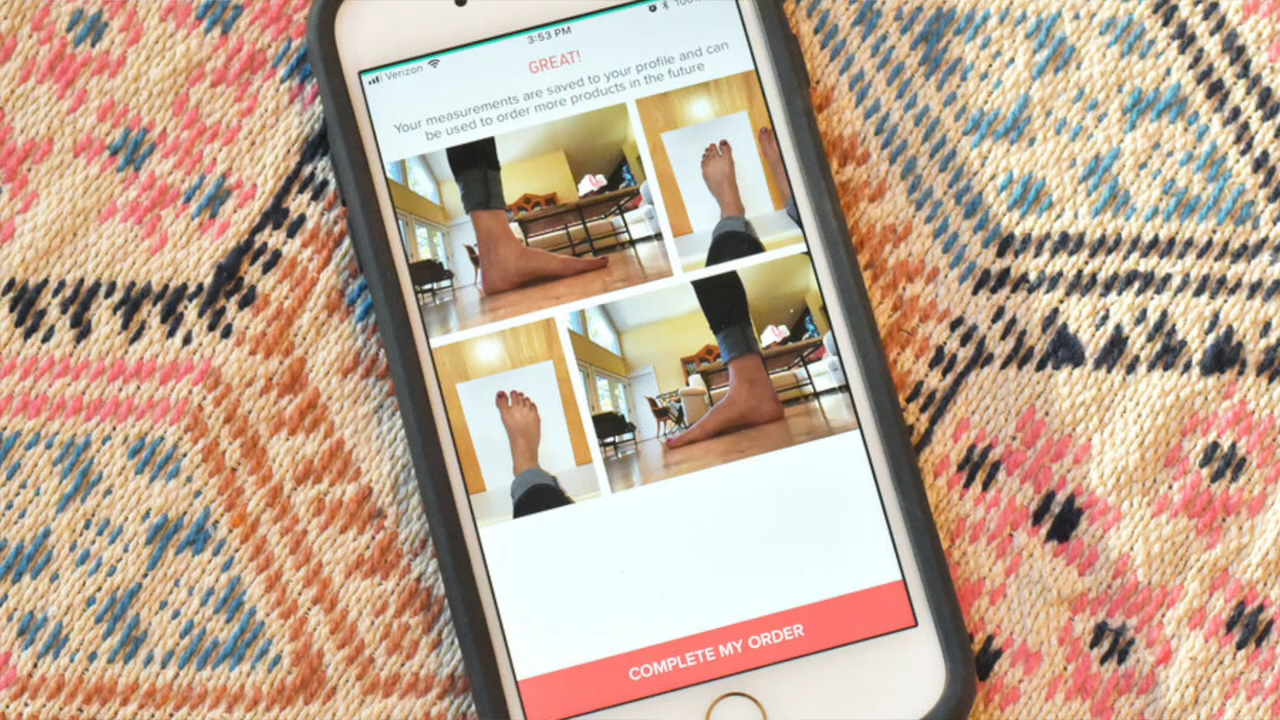 3:53 PM
Verizon
100%
GREAT!
Your measurements are saved to your profile and can
be used to order more products in the future
COMPLETE MY ORDER